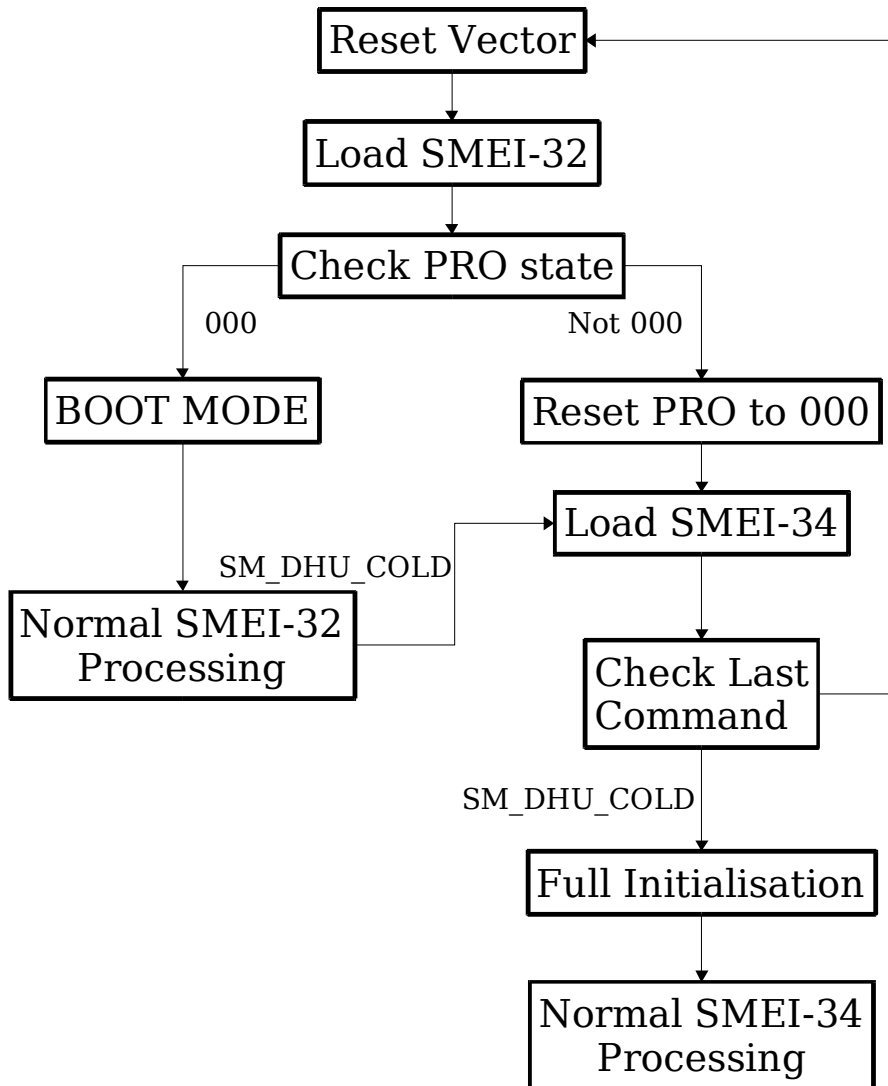 Reset Vector
Load SMEI-32
Check PRO state
000
Not 000
BOOT MODE
Reset PRO to 000
Load SMEI-34
SM_DHU_COLD
Normal SMEI-32
Processing
Check Last
Command
SM_DHU_COLD
Full Initialisation
Normal SMEI-34
Processing